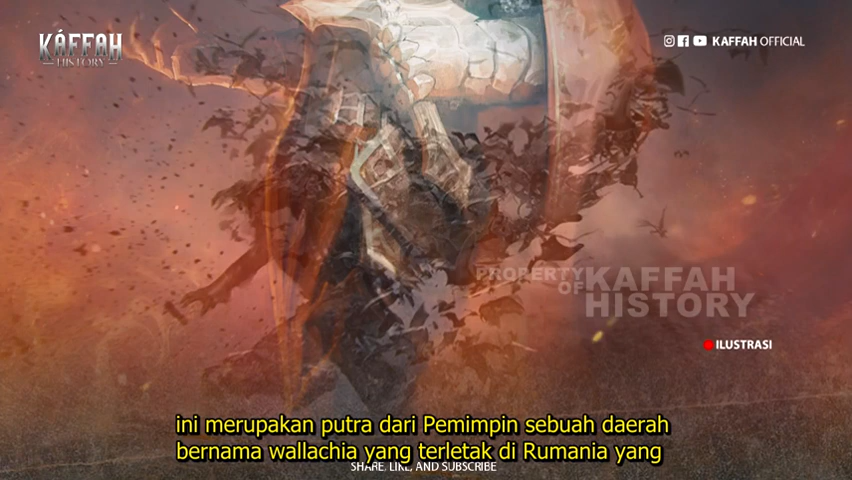 KÁFFAH
HISTORY
KAFFAH OFFICIAL
PROPERTY
OF
KAFFAH
HISTORY
ILUSTRASI
ini merupakan putra dari Pemimpin sebuah daerah
bernama wallachia yang terletak di Rumania yang
SHARE, LIKE, AND SUBSCRIBE